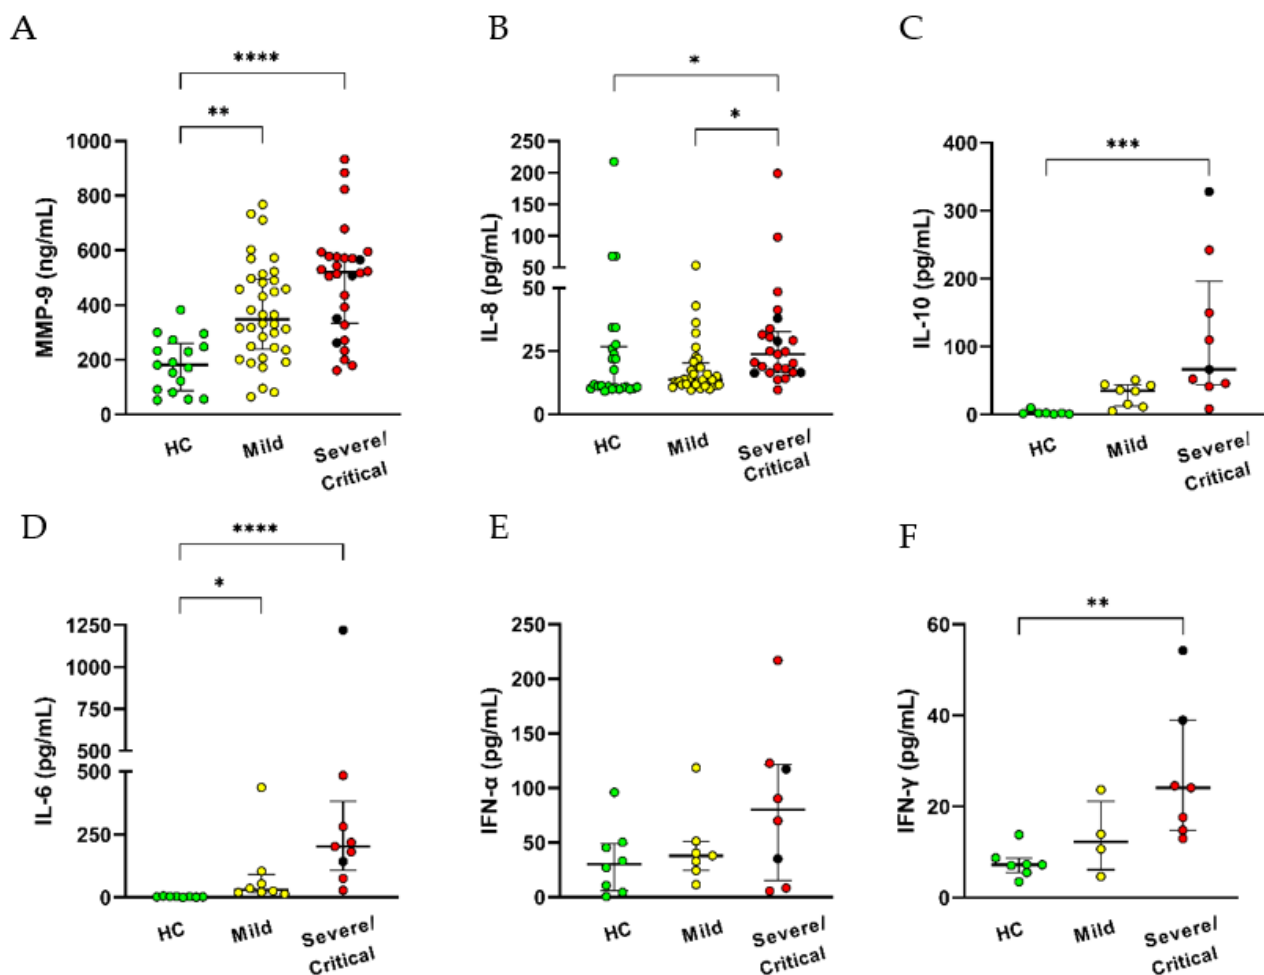 A
B
C
****
**
MMP-9 (ng/mL)
1000
800
600
400
200
0
HC
Mild
Severe/
Critical
*
*
IL-8 (pg/mL)
250
200
150
100
50
50
25
0
HC
Mild
Severe/
Critical
***
IL-10 (pg/mL)
400
300
200
100
0
HC
Mild
Severe/
Critical
D
E
F
****
*
IL-6 (pg/mL)
1250
1000
750
500
500
250
0
HC
Mild
Severe/
Critical
IFN-α (pg/mL)
250
200
150
100
50
0
HC
Mild
Severe/
Critical
**
IFN-γ (pg/mL)
60
40
20
0
HC
Mild
Severe/
Critical